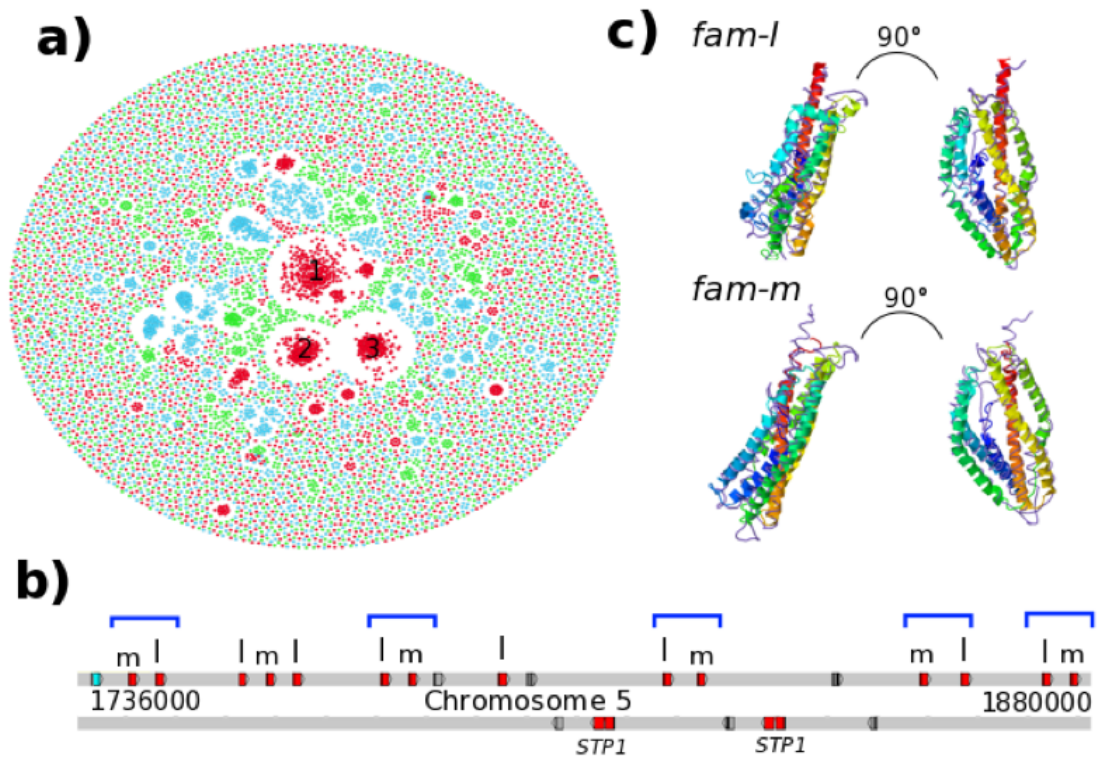 a)
1
2
3
c)
fam-l
90°
fam-m
90°
b)
m l l m l l m l l m m l l m
1736000 Chromosome 5 1880000
STP1 STP1